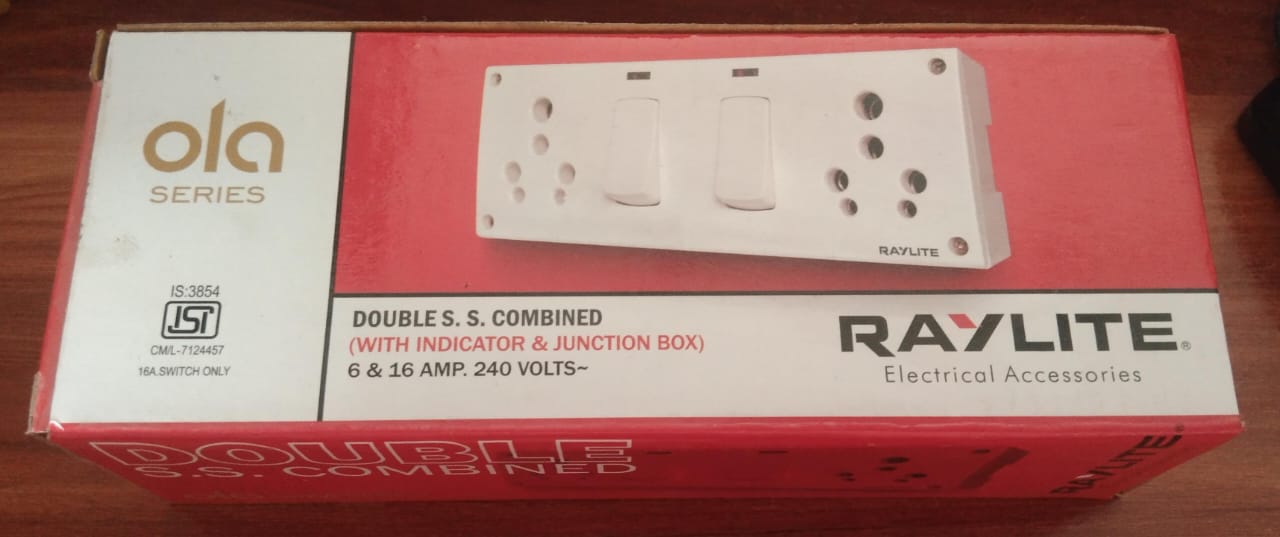 ola
SERIES
IS:3854
ISI
CM/L-7124457
16A.SWITCH ONLY
RAYLITE
DOUBLE S. S. COMBINED
(WITH INDICATOR & JUNCTION BOX)
6 & 16 AMP. 240 VOLTS~
RAYLITE®
Electrical Accessories
DOUBLE
S.S. COMBINED
RAYLITE®